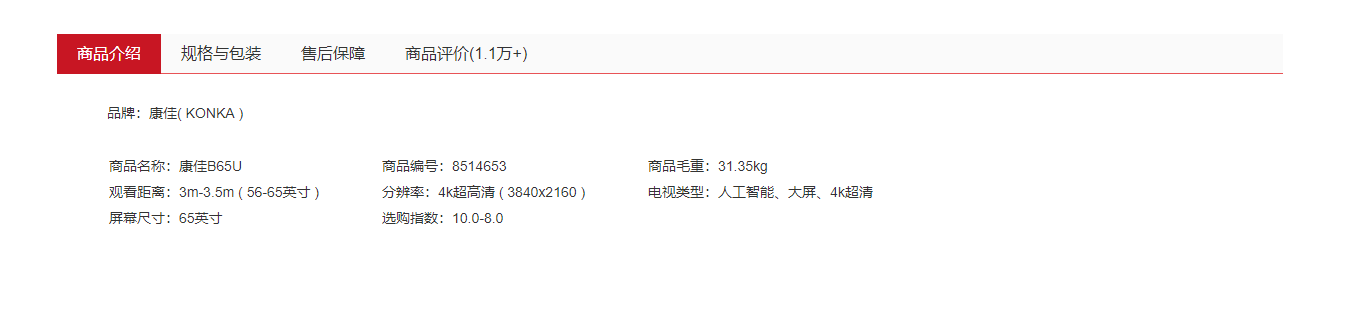 商品介绍 规格与包装 售后保障 商品评价(1.1万+)
品牌：康佳( KONKA )
商品名称：康佳B65U 商品编号：8514653 商品毛重：31.35kg
观看距离：3m-3.5m ( 56-65英寸 ) 分辨率：4k超高清 ( 3840x2160 ) 电视类型：人工智能、大屏、4k超清
屏幕尺寸：65英寸 选购指数：10.0-8.0